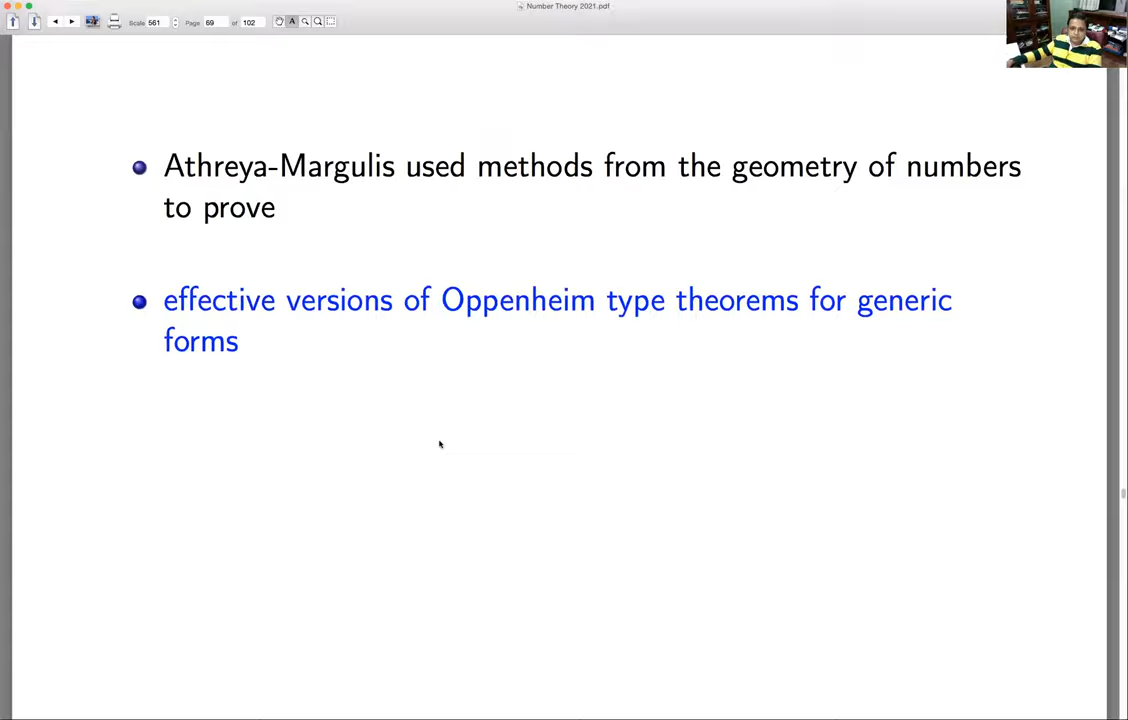 Number Theory 2021.pdf
Scale 561 Page 69 of 102
Athreya-Margulis used methods from the geometry of numbers
to prove
effective versions of Oppenheim type theorems for generic
forms